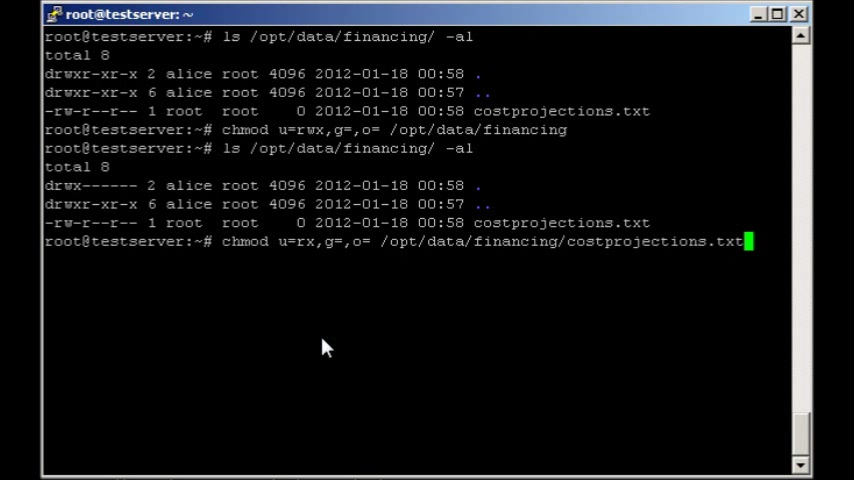 root@testserver: ~
root@testserver:~# ls /opt/data/financing/ -al
total 8
drwxr-xr-x 2 alice root 4096 2012-01-18 00:58 .
drwxr-xr-x 6 alice root 4096 2012-01-18 00:57 ..
-rw-r--r-- 1 root  root    0 2012-01-18 00:58 costprojections.txt
root@testserver:~# chmod u=rwx,g=,o= /opt/data/financing
root@testserver:~# ls /opt/data/financing/ -al
total 8
drwx------ 2 alice root 4096 2012-01-18 00:58 .
drwxr-xr-x 6 alice root 4096 2012-01-18 00:57 ..
-rw-r--r-- 1 root  root    0 2012-01-18 00:58 costprojections.txt
root@testserver:~# chmod u=rx,g=,o= /opt/data/financing/costprojections.txt